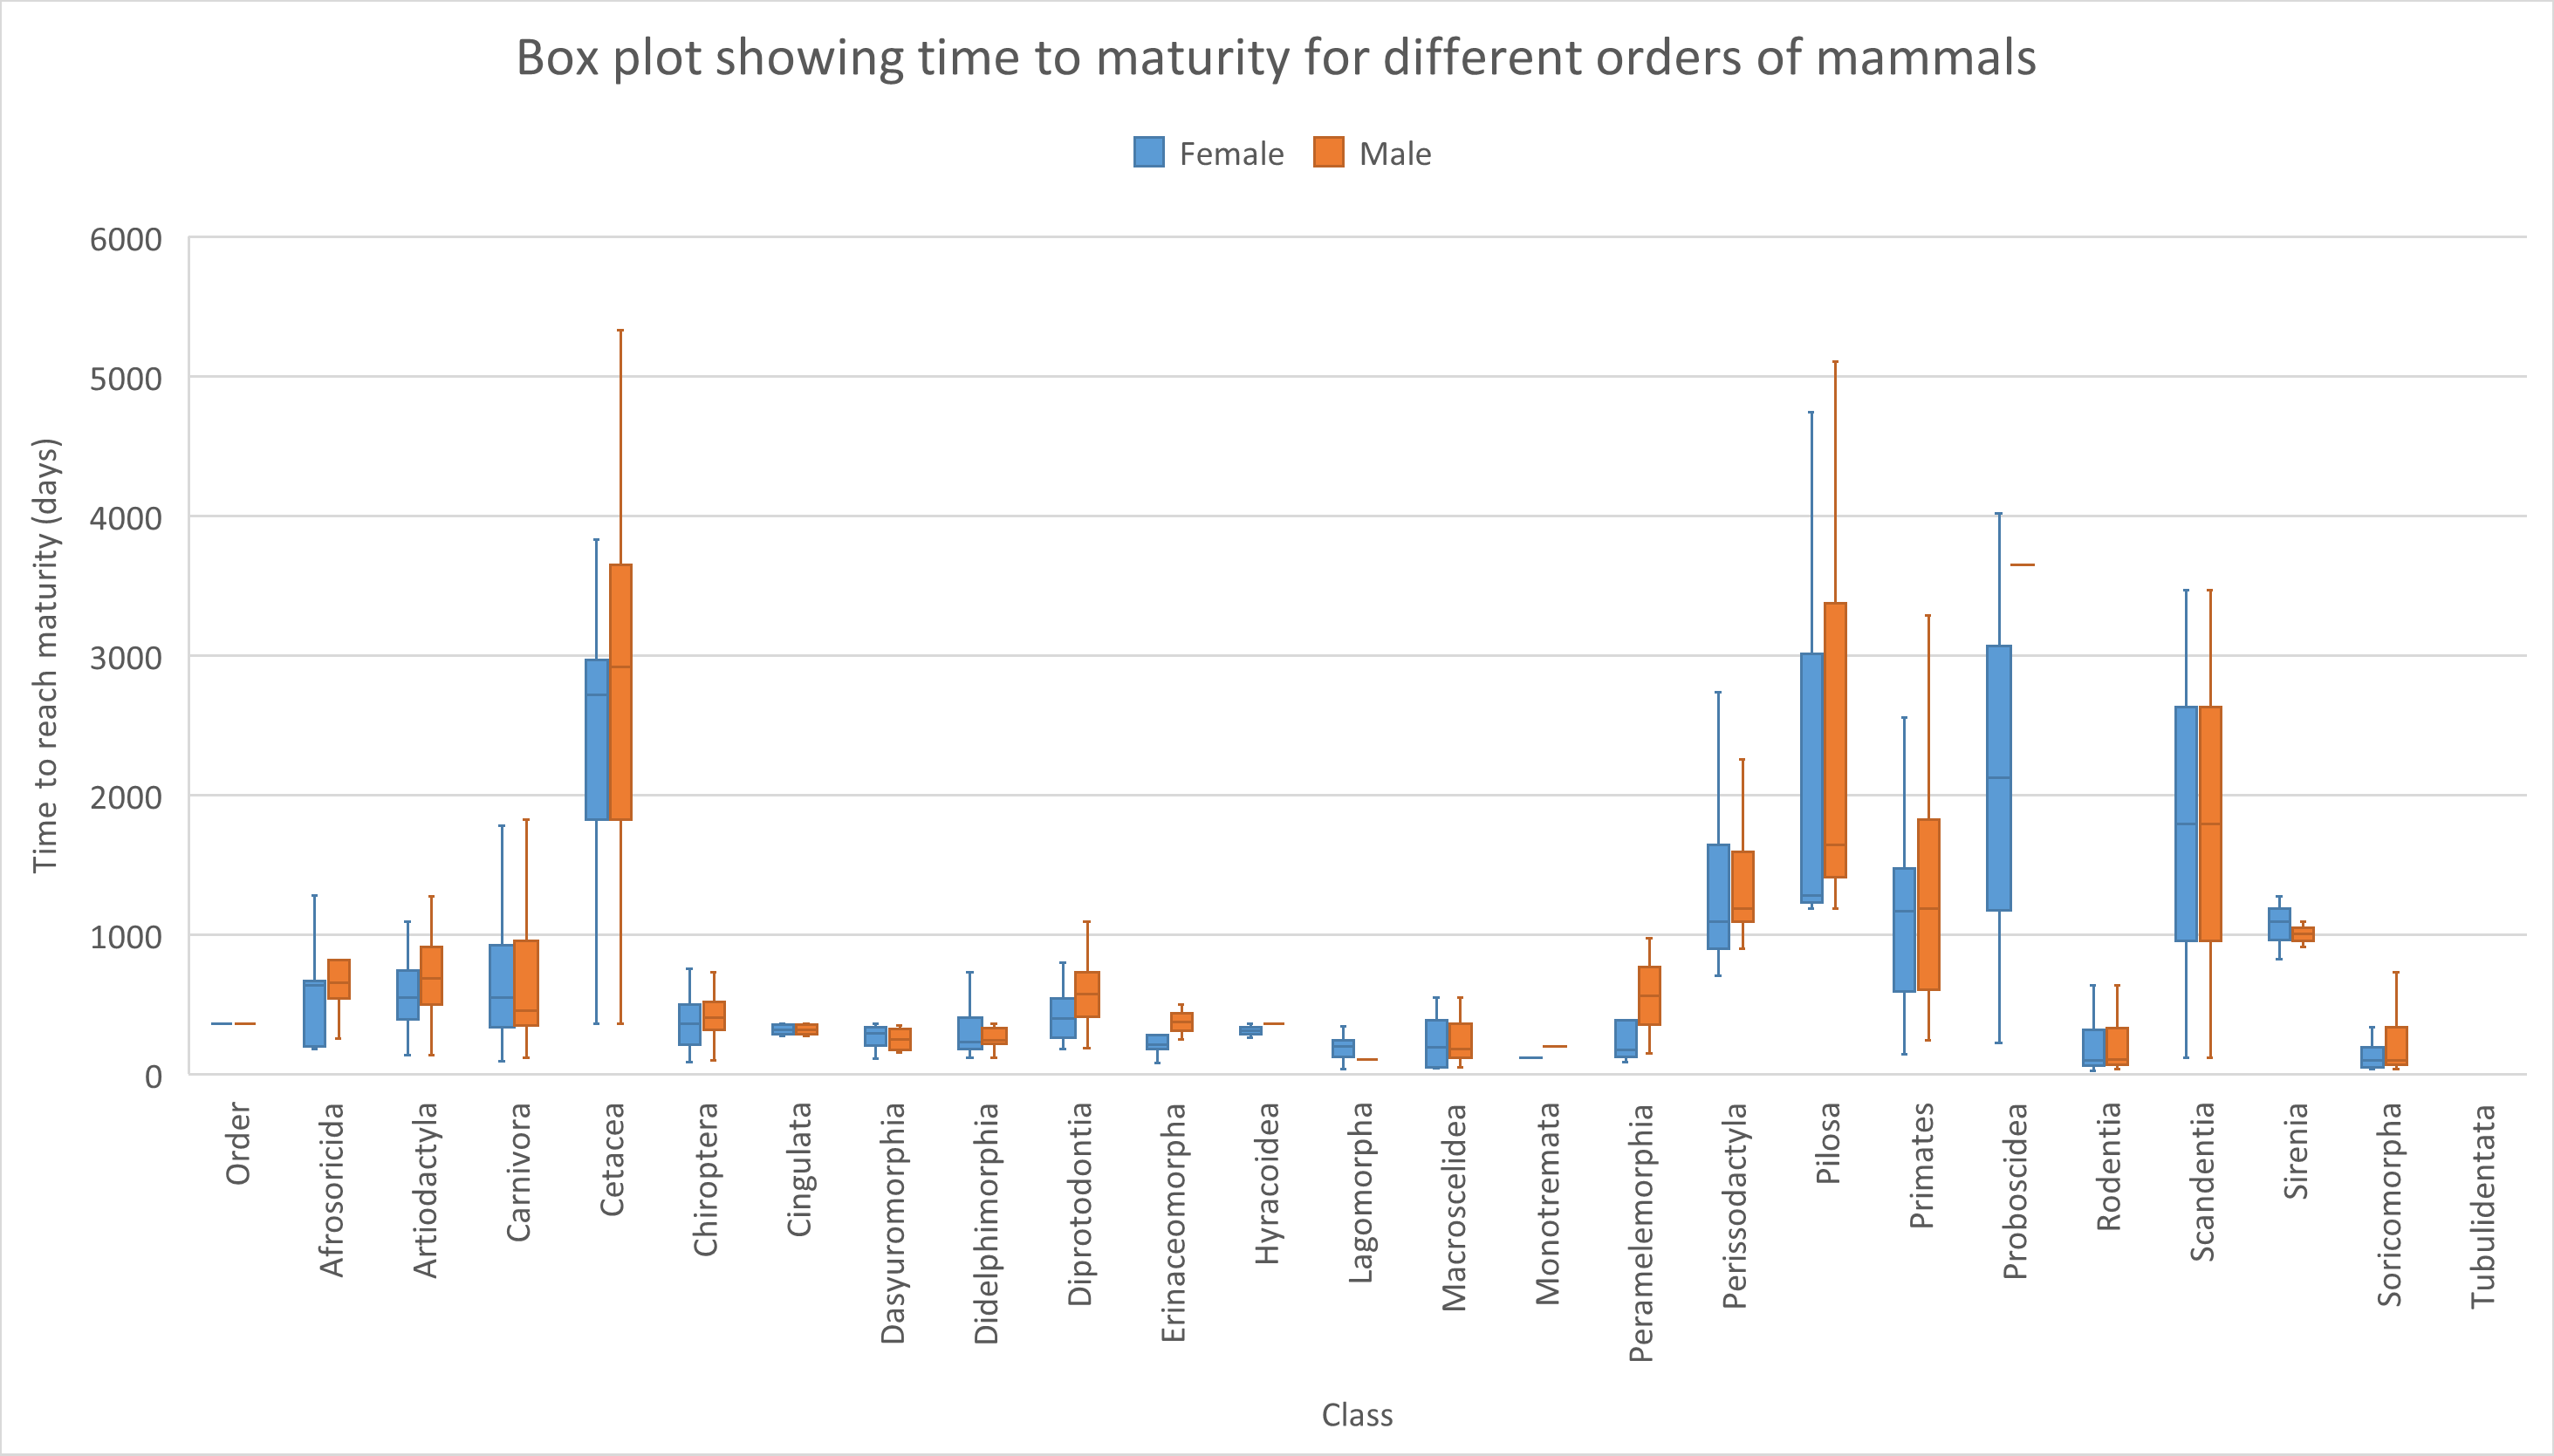 Box plot showing time to maturity for different orders of mammals
Female Male
Time to reach maturity (days)
6000
5000
4000
3000
2000
1000
0
Order
Afrosoricida
Artiodactyla
Carnivora
Cetacea
Chiroptera
Cingulata
Dasyuromorphia
Didelphimorphia
Diprotodontia
Erinaceomorpha
Hyracoidea
Lagomorpha
Macroscelidea
Monotremata
Peramelemorphia
Perissodactyla
Pilosa
Primates
Proboscidea
Rodentia
Scandentia
Sirenia
Soricomorpha
Tubulidentata
Class